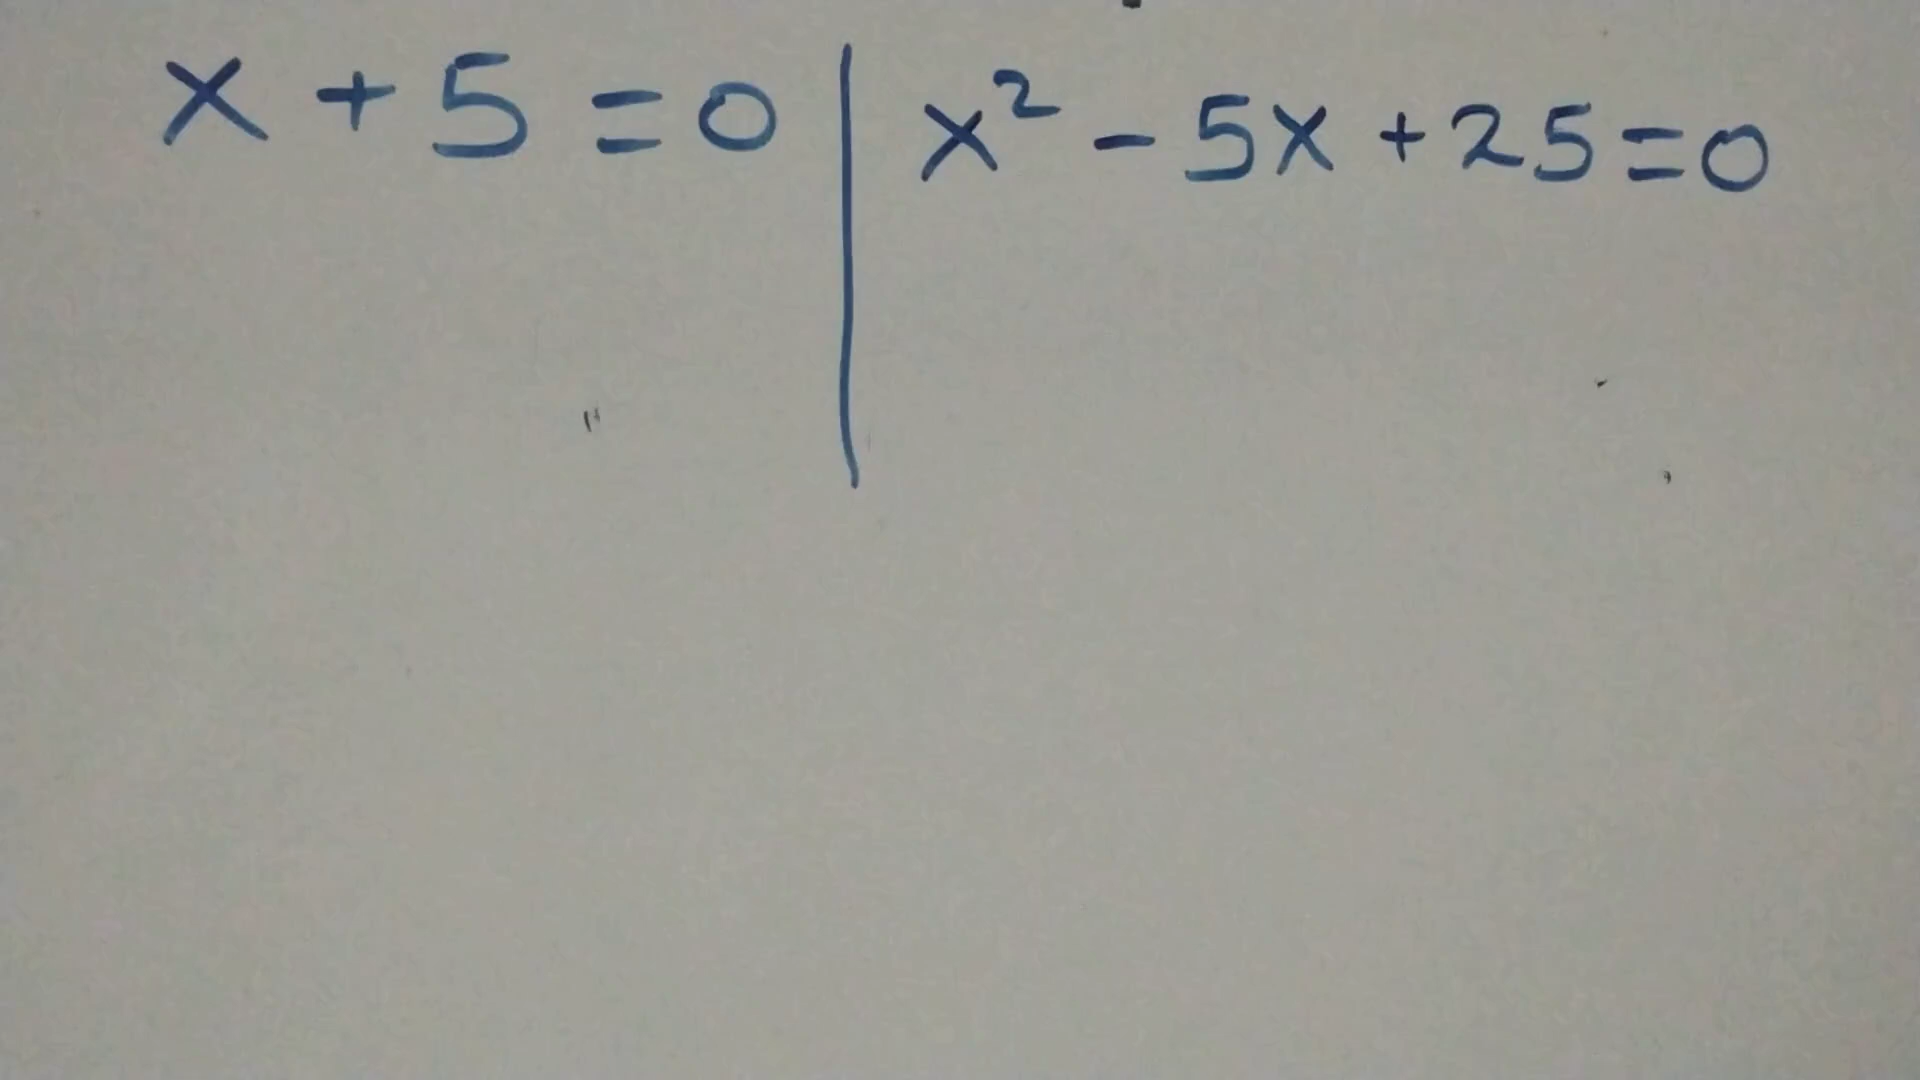 x + 5 = 0 | x² - 5x + 25 = 0